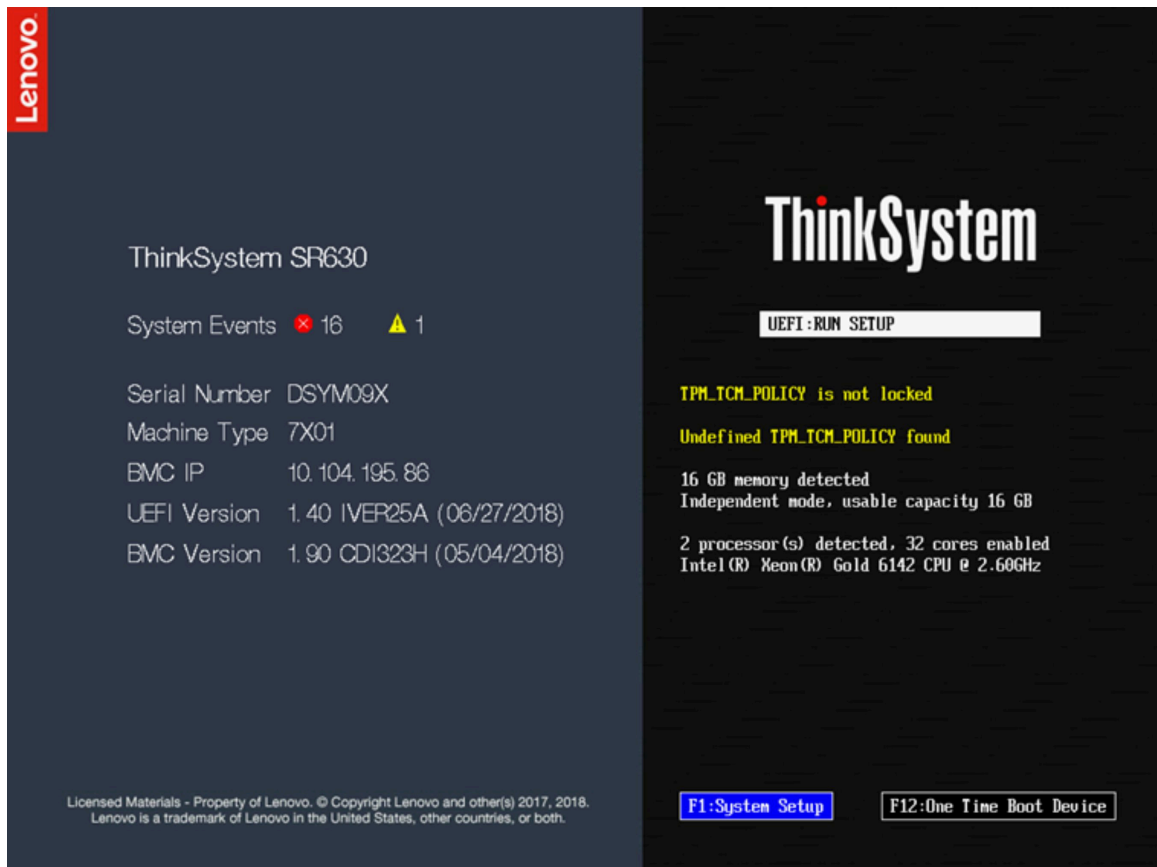 Lenovo
ThinkSystem SR630
System Events 16 1
Serial Number DSYM09X
Machine Type 7X01
BMC IP 10.104.195.86
UEFI Version 1.40 IVER25A (06/27/2018)
BMC Version 1.90 CDI323H (05/04/2018)
Licensed Materials - Property of Lenovo. © Copyright Lenovo and other(s) 2017, 2018.
Lenovo is a trademark of Lenovo in the United States, other countries, or both.
ThinkSystem
UEFI:RUN SETUP
TPM_TCM_POLICY is not locked
Undefined TPM_TCM_POLICY found
16 GB memory detected
Independent mode, usable capacity 16 GB
2 processor(s) detected, 32 cores enabled
Intel(R) Xeon(R) Gold 6142 CPU @ 2.60GHz
F1:System Setup
F12:One Time Boot Device